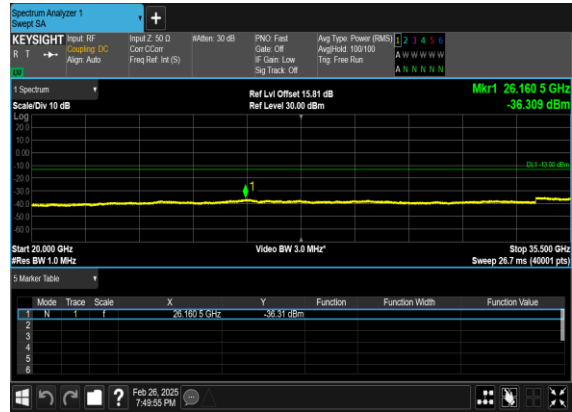 Spectrum Analyzer 1
Swept SA
+
KEYSIGHT Input: RF Input Z: 50 Ω #Atten: 30 dB PNO: Fast Avg Type: Power (RMS) 1 2 3 4 5 6
R T Coupling: DC Corr CCorr Gate: Off Avg|Hold: 100/100 A W W W W W
Align: Auto Freq Ref: Int (S) IF Gain: Low Trig: Free Run
Sig Track: Off A N N N N N
1 Spectrum Ref Lvl Offset 15.81 dB Mkr1 26.160 5 GHz
Scale/Div 10 dB Ref Level 30.00 dBm -36.309 dBm
Log
20.0
10.0
0.00
-10.0 DL1 -13.00 dBm
-20.0
-30.0 1
-40.0
-50.0
-60.0
Start 20.000 GHz Video BW 3.0 MHz* Stop 35.500 GHz
#Res BW 1.0 MHz Sweep 26.7 ms (40001 pts)
5 Marker Table
Mode Trace Scale X Y Function Function Width Function Value
1 N 1 f 26.160 5 GHz -36.31 dBm
2
3
4
5
6
? Feb 26, 2025
7:49:55 PM